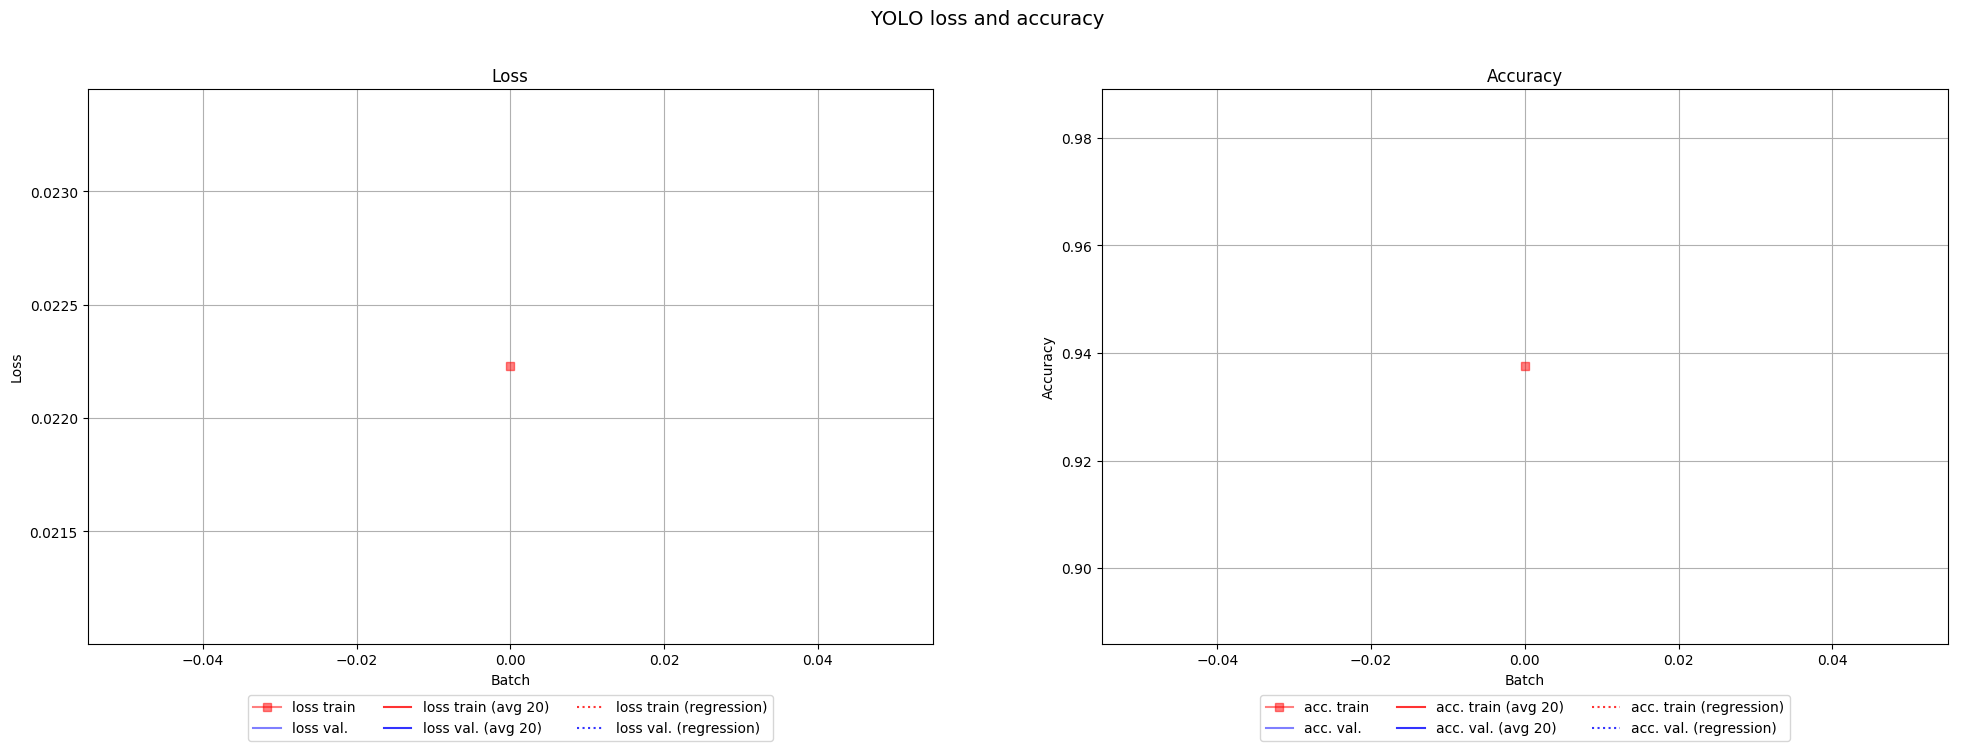 YOLO loss and accuracy
Loss
0.0230
0.0225
0.0220
0.0215
Loss
−0.04 −0.02 0.00 0.02 0.04
Batch
loss train loss train (avg 20) loss train (regression)
loss val. loss val. (avg 20) loss val. (regression)
Accuracy
0.98
0.96
0.94
0.92
0.90
Accuracy
−0.04 −0.02 0.00 0.02 0.04
Batch
acc. train acc. train (avg 20) acc. train (regression)
acc. val. acc. val. (avg 20) acc. val. (regression)